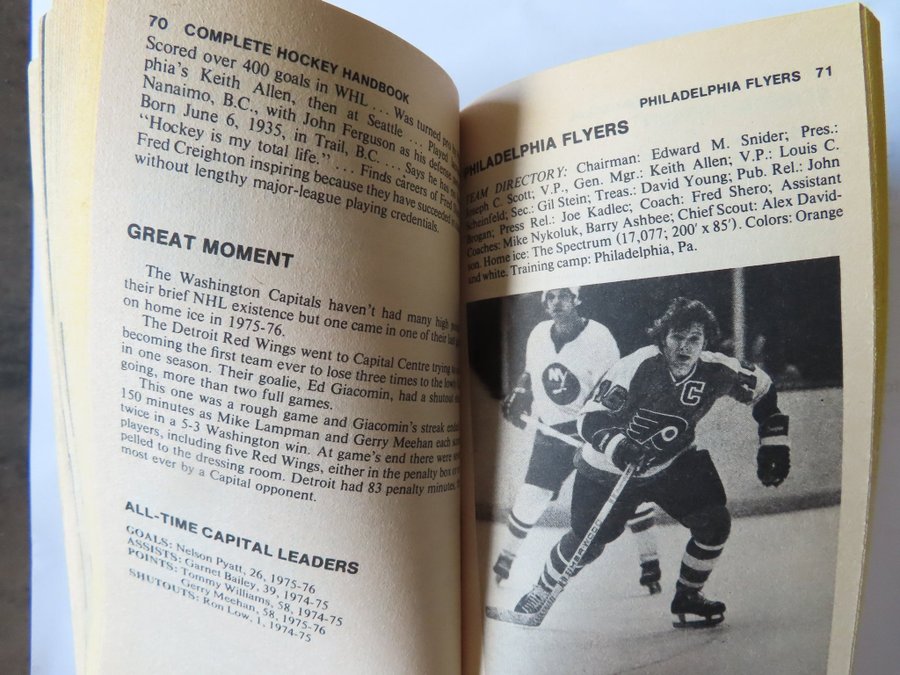 70 COMPLETE HOCKEY HANDBOOK
Scored over 400 goals in WHL . . . Was turned pro
phia's Keith Allen, then at Seattle . . . Played
Nanaimo, B.C., with John Ferguson as his defense
Born June 6, 1935, in Trail, B.C. . . . Says he has
"Hockey is my total life." . . . Finds careers of Fred
Fred Creighton inspiring because they have succeeded
without lengthy major-league playing credentials.
GREAT MOMENT
The Washington Capitals haven't had many high
their brief NHL existence but one came in one of their
on home ice in 1975-76.
The Detroit Red Wings went to Capital Centre trying
becoming the first team ever to lose three times to the lowly
in one season. Their goalie, Ed Giacomin, had a shutout
going, more than two full games.
This one was a rough game and Giacomin's streak ended
150 minutes as Mike Lampman and Gerry Meehan each
twice in a 5-3 Washington win. At game's end there were
players, including five Red Wings, either in the penalty box or
pelled to the dressing room. Detroit had 83 penalty minutes,
most ever by a Capital opponent.
ALL-TIME CAPITAL LEADERS
GOALS: Nelson Pyatt, 26, 1975-76
ASSISTS: Garnet Bailey, 39, 1974-75
POINTS: Tommy Williams, 58, 1974-75
Gerry Meehan, 58, 1975-76
SHUTOUTS: Ron Low, 1, 1974-75
PHILADELPHIA FLYERS 71
PHILADELPHIA FLYERS
TEAM DIRECTORY: Chairman: Edward M. Snider; Pres.:
Joseph C. Scott; V.P., Gen. Mgr.: Keith Allen; V.P.: Louis C.
Scheinfeld; Sec.: Gil Stein; Treas.: David Young; Pub. Rel.: John
Brogan; Press Rel.: Joe Kadlec; Coach: Fred Shero; Assistant
Coaches: Mike Nykoluk, Barry Ashbee; Chief Scout: Alex David-
son. Home ice: The Spectrum (17,077; 200' x 85'). Colors: Orange
and white. Training camp: Philadelphia, Pa.
NY
C
16